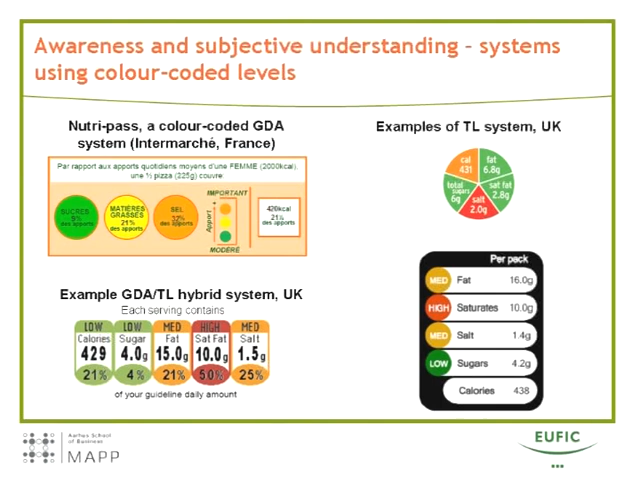 Awareness and subjective understanding – systems
using colour-coded levels
Nutri-pass, a colour-coded GDA
system (Intermarché, France)
Par rapport aux apports quotidiens moyens d'une FEMME (2000kcal),
une ½ pizza (225g) couvre:
SUCRES
9%
des apports
MATIÈRES
GRASSES
21%
des apports
SEL
32%
des apports
IMPORTANT
Apport
+
MODÉRÉ
420kcal
21%
des apports
Example GDA/TL hybrid system, UK
Each serving contains
LOW LOW MED HIGH MED
Calories Sugar Fat Sat Fat Salt
429 4.0g 15.0g 10.0g 1.5g
21% 4% 21% 50% 25%
of your guideline daily amount
Examples of TL system, UK
cal
431
fat
6.8g
total
sugars
6g
sat fat
2.8g
salt
2.0g
Per pack
MED Fat 16.0g
HIGH Saturates 10.0g
MED Salt 1.4g
LOW Sugars 4.2g
Calories 438
Aarhus School
of Business
MAPP
EUFIC